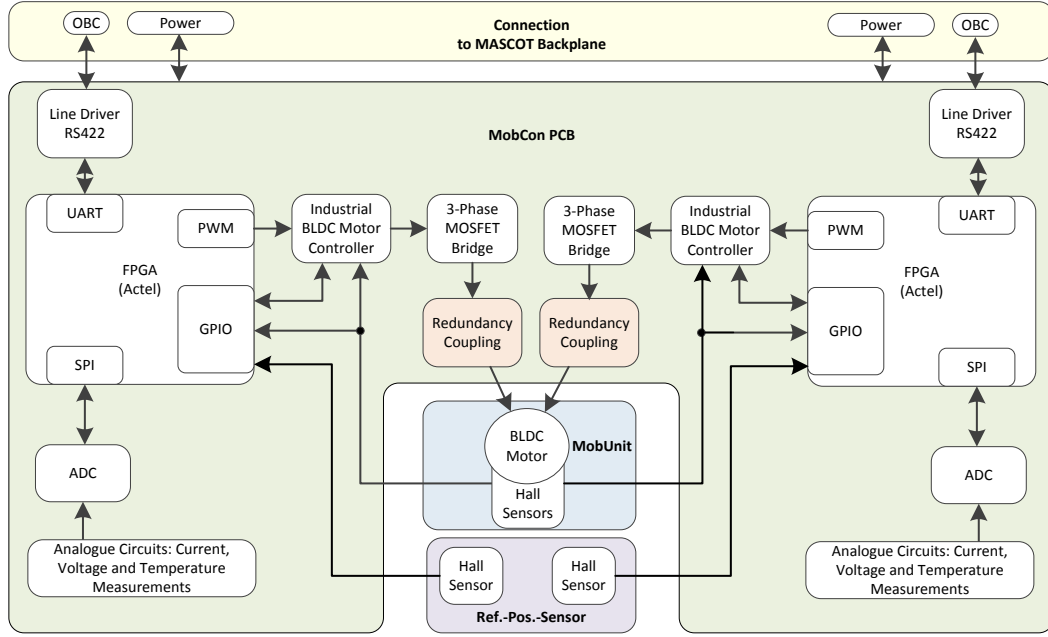 OBC
Power
Connection
to MASCOT Backplane
Power
OBC
Line Driver
RS422
MobCon PCB
Line Driver
RS422
UART
PWM
FPGA
(Actel)
GPIO
SPI
Industrial
BLDC Motor
Controller
3-Phase
MOSFET
Bridge
3-Phase
MOSFET
Bridge
Industrial
BLDC Motor
Controller
UART
PWM
FPGA
(Actel)
GPIO
SPI
Redundancy
Coupling
Redundancy
Coupling
BLDC
Motor
MobUnit
Hall
Sensors
ADC
ADC
Analogue Circuits: Current,
Voltage and Temperature
Measurements
Hall
Sensor
Hall
Sensor
Ref.-Pos.-Sensor
Analogue Circuits: Current,
Voltage and Temperature
Measurements